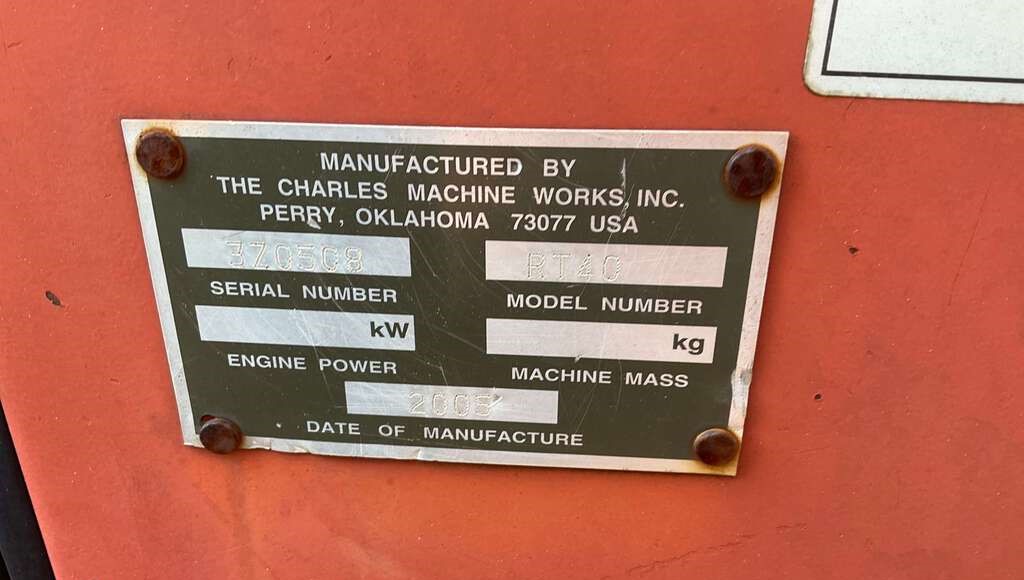 MANUFACTURED BY
THE CHARLES MACHINE WORKS, INC.
PERRY, OKLAHOMA 73077 USA
3Z0508 RT40
SERIAL NUMBER MODEL NUMBER
kW kg
ENGINE POWER MACHINE MASS
DATE OF MANUFACTURE